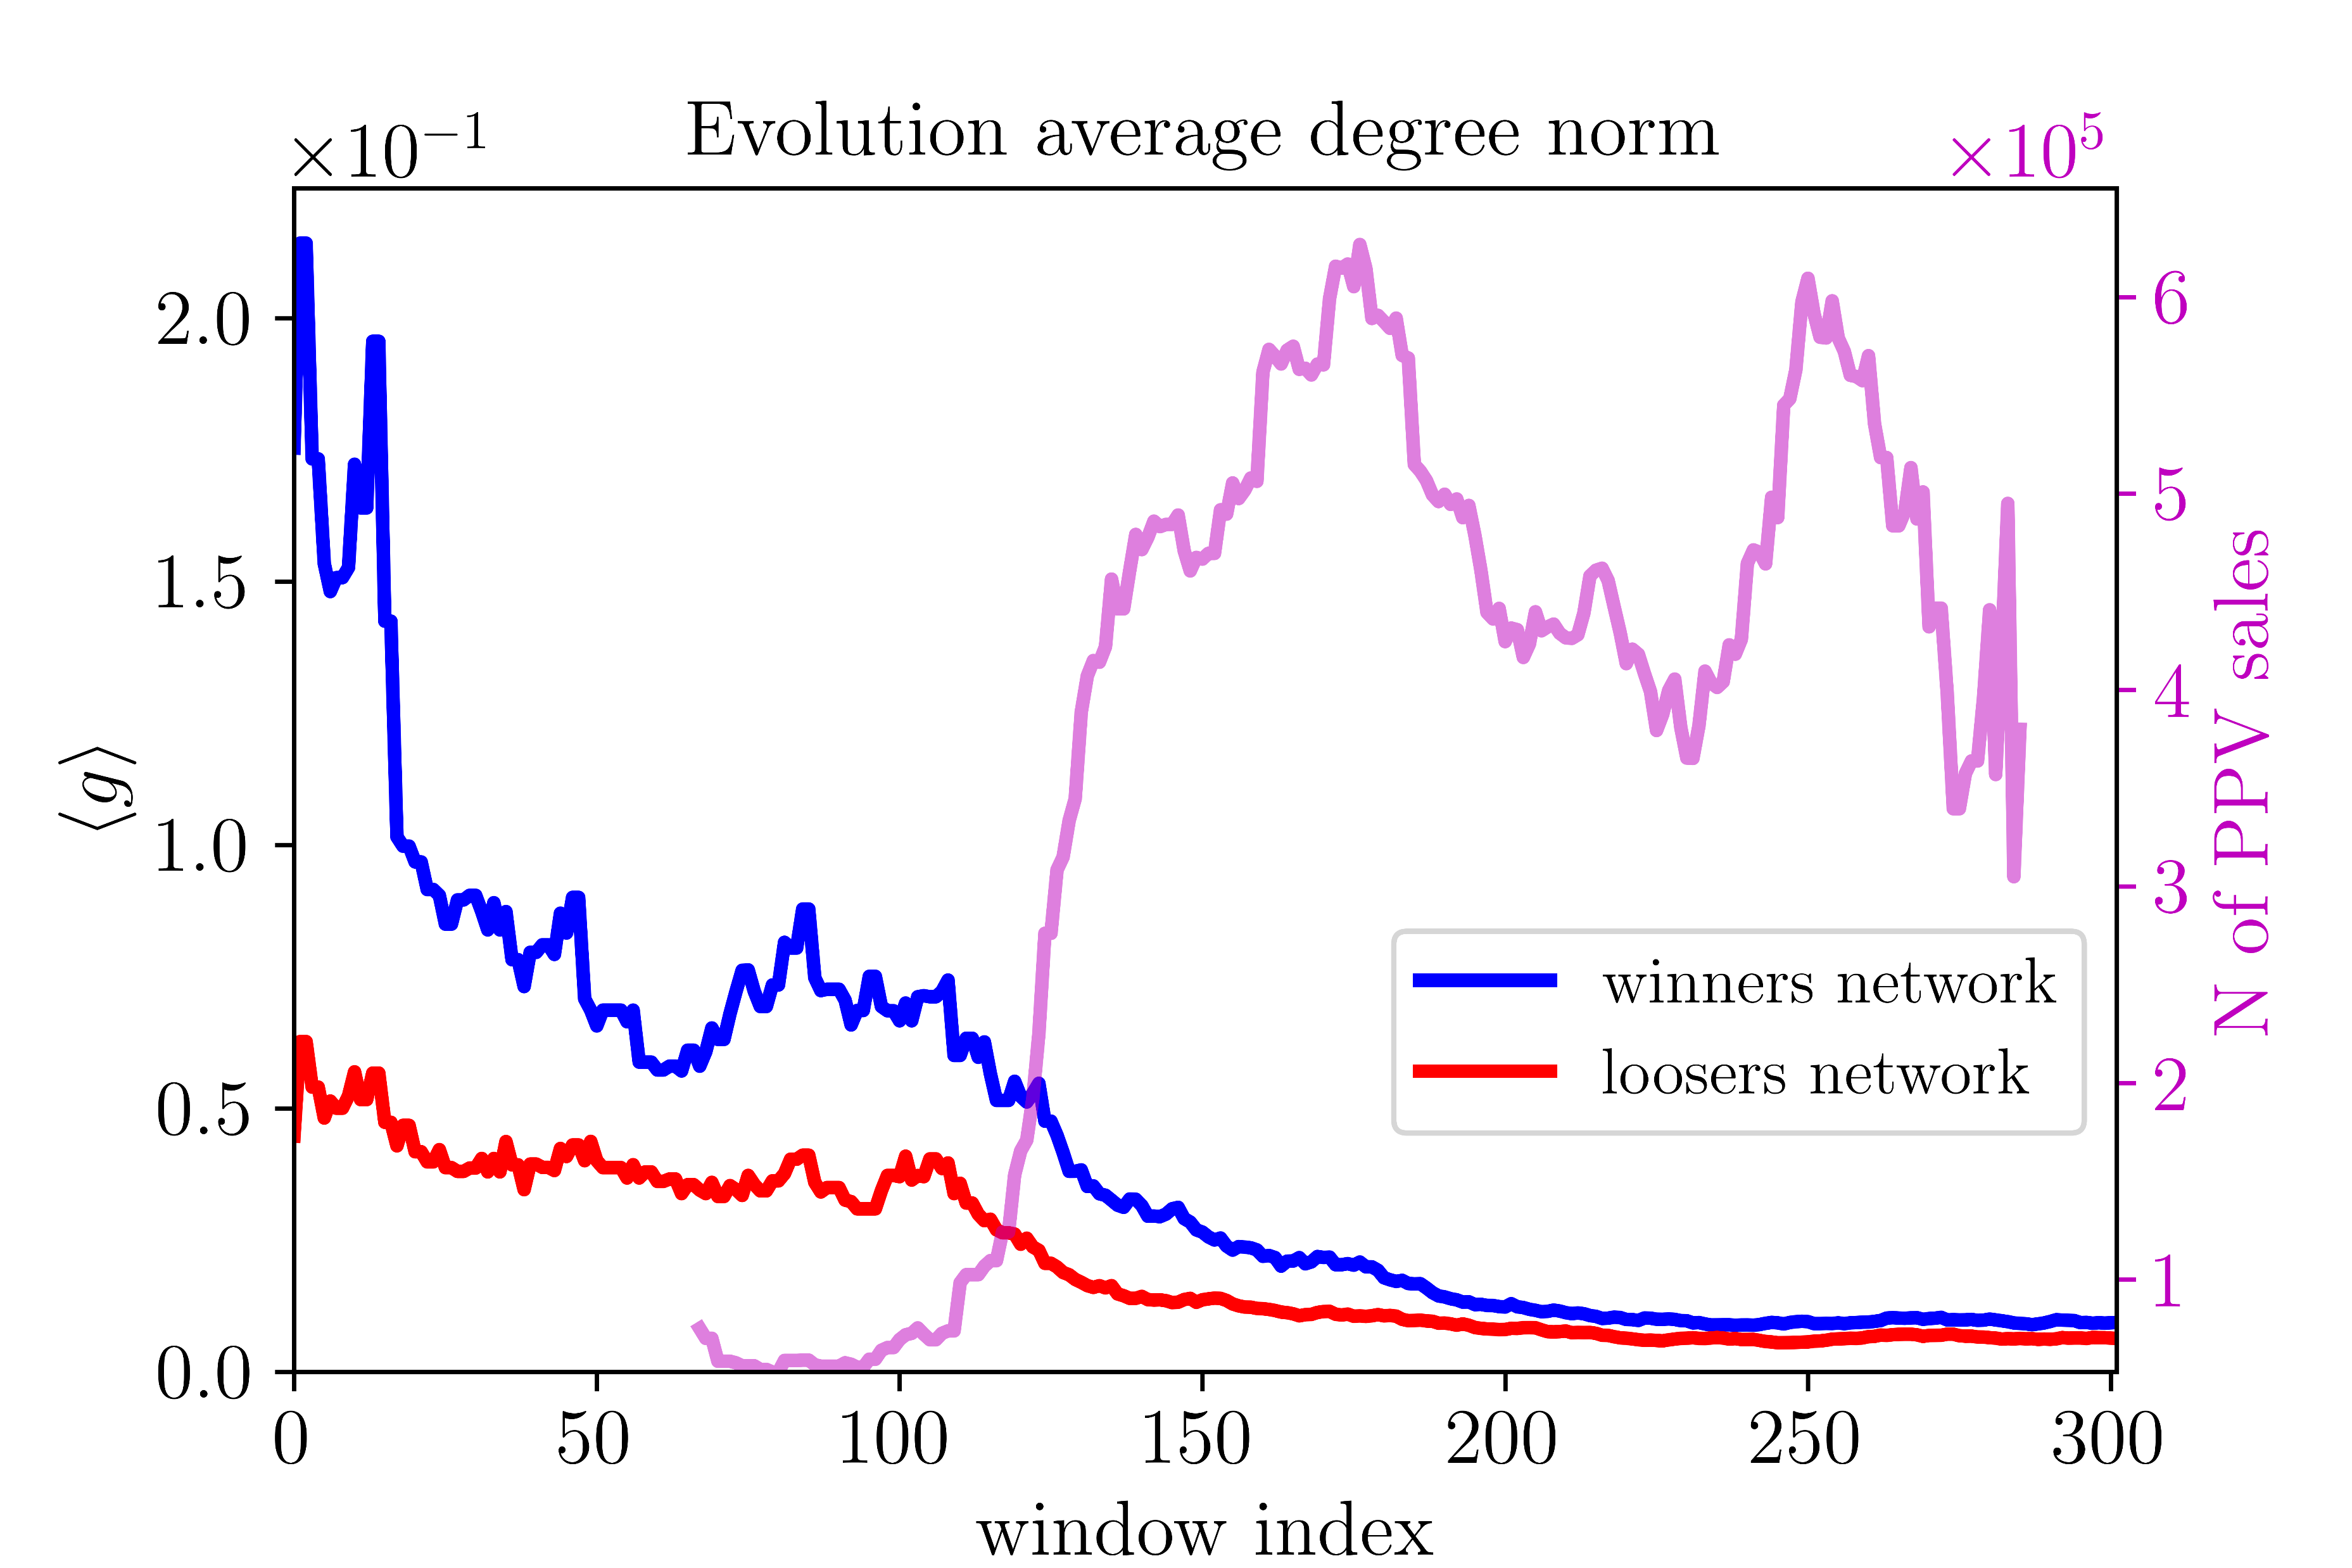 ×10⁻¹
Evolution average degree norm
×10⁵
2.0
1.5
1.0
0.5
0.0
⟨g⟩
0 50 100 150 200 250 300
window index
6
5
4
3
2
1
N of PPV sales
winners network
loosers network